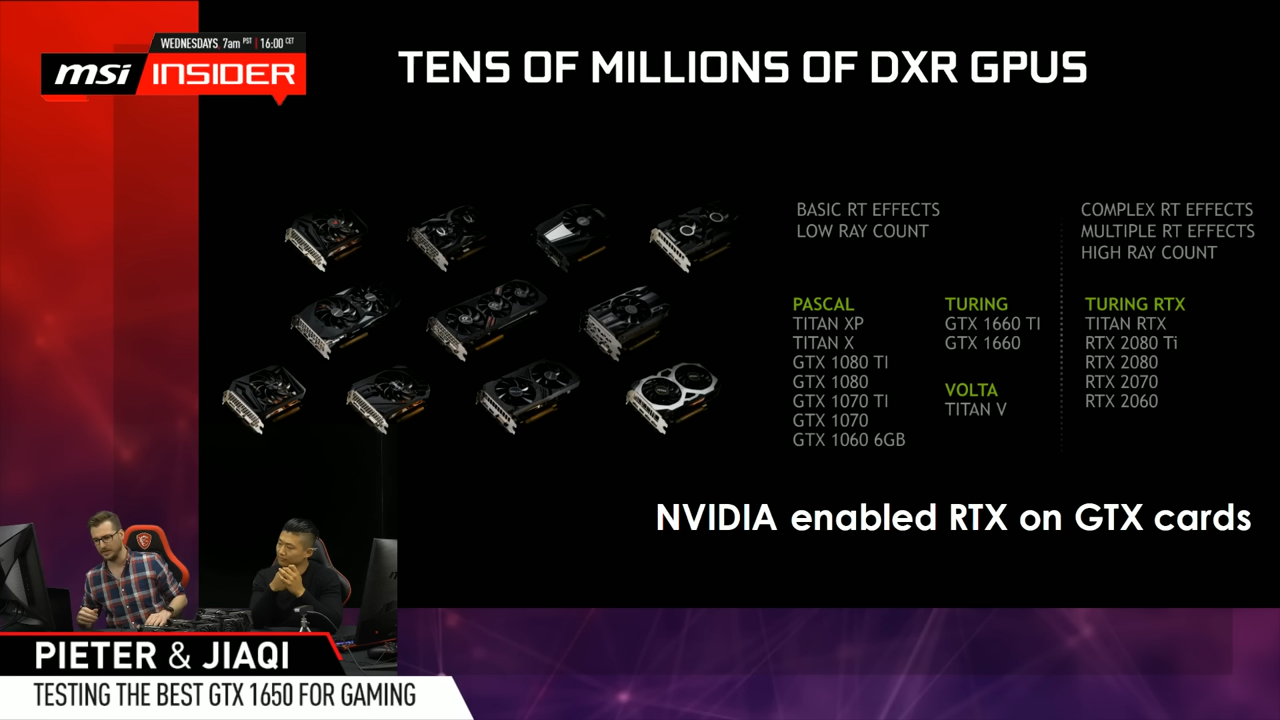 WEDNESDAYS, 7am PST | 16:00 CET
msi INSIDER
TENS OF MILLIONS OF DXR GPUS
BASIC RT EFFECTS
LOW RAY COUNT
COMPLEX RT EFFECTS
MULTIPLE RT EFFECTS
HIGH RAY COUNT
PASCAL
TITAN XP
TITAN X
GTX 1080 TI
GTX 1080
GTX 1070 TI
GTX 1070
GTX 1060 6GB
TURING
GTX 1660 TI
GTX 1660
VOLTA
TITAN V
TURING RTX
TITAN RTX
RTX 2080 Ti
RTX 2080
RTX 2070
RTX 2060
NVIDIA enabled RTX on GTX cards
PIETER & JIAQI
TESTING THE BEST GTX 1650 FOR GAMING